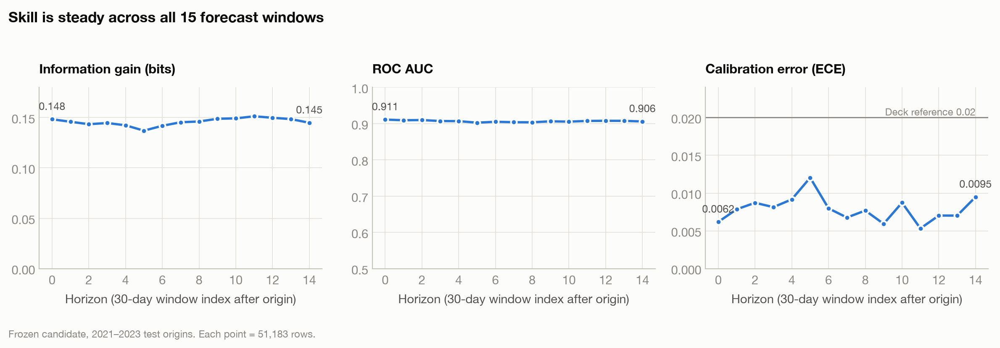 Skill is steady across all 15 forecast windows
Information gain (bits)
0.148
0.145
0.15
0.10
0.05
0.00
0 2 4 6 8 10 12 14
Horizon (30-day window index after origin)
ROC AUC
0.911
0.906
1.0
0.9
0.8
0.7
0.6
0.5
0 2 4 6 8 10 12 14
Horizon (30-day window index after origin)
Calibration error (ECE)
Deck reference 0.02
0.0095
0.0062
0.020
0.015
0.010
0.005
0.000
0 2 4 6 8 10 12 14
Horizon (30-day window index after origin)
Frozen candidate, 2021–2023 test origins. Each point = 51,183 rows.